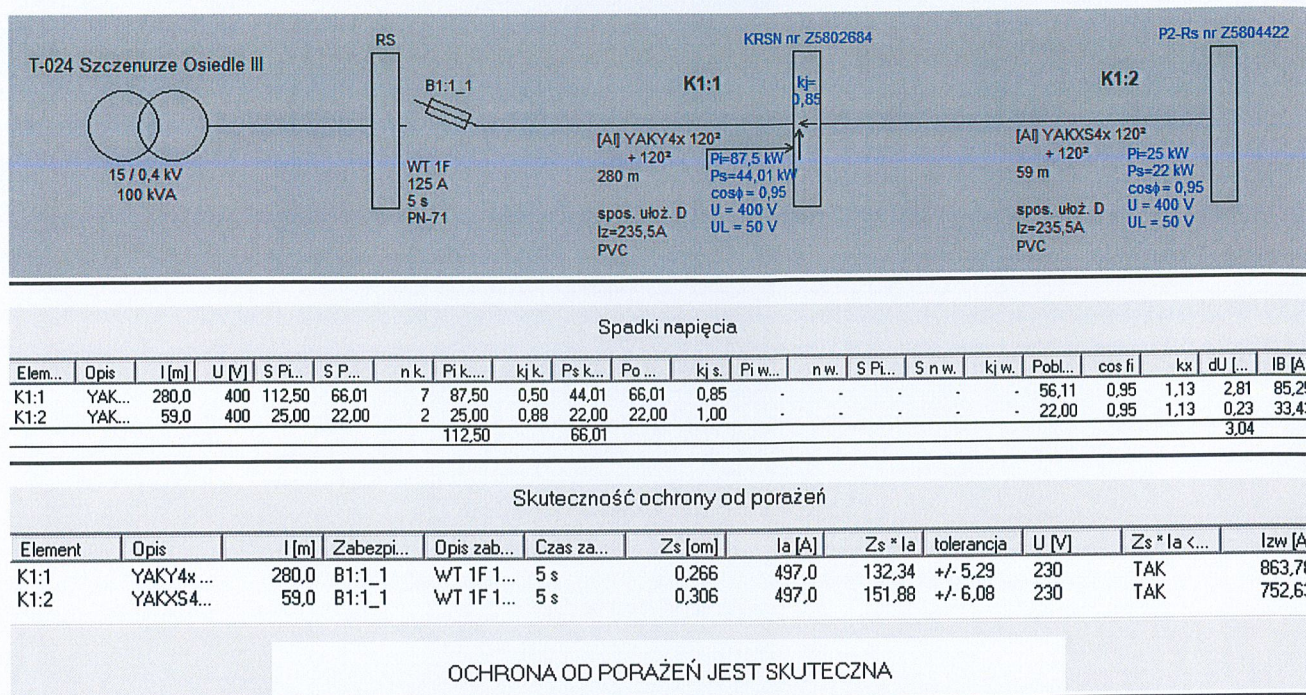 T-024 Szczenurze Osiedle III
15 / 0,4 kV
100 kVA
RS
B1:1_1
WT 1F
125 A
5 s
PN-71
K1:1
[Al] YAKY4x 120²
+ 120²
280 m
spos. ułoż. D
Iz=235,5A
PVC
Pi=87,5 kW
Ps=44,01 kW
cosϕ = 0,95
U = 400 V
UL = 50 V
KRSN nr Z5802684
kj=
0,85
K1:2
[Al] YAKXS4x 120²
+ 120²
59 m
spos. ułoż. D
Iz=235,5A
PVC
Pi=25 kW
Ps=22 kW
cosϕ = 0,95
U = 400 V
UL = 50 V
P2-Rs nr Z5804422
Spadki napięcia
Elem... Opis l [m] U [V] S Pi... S P... n k. Pi k.... kj k. Ps k... Po ... kj s. Pi w... n w. S Pi... S n w. kj w. Pobl... cos fi kx dU [... IB [A
K1:1 YAK... 280,0 400 112,50 66,01 7 87,50 0,50 44,01 66,01 0,85 - - - - - 56,11 0,95 1,13 2,81 85,25
K1:2 YAK... 59,0 400 25,00 22,00 2 25,00 0,88 22,00 22,00 1,00 - - - - - 22,00 0,95 1,13 0,23 33,43
112,50 66,01 3,04
Skuteczność ochrony od porażeń
Element Opis l [m] Zabezpi... Opis zab... Czas za... Zs [om] Ia [A] Zs * Ia tolerancja U [V] Zs * Ia <... Izw [A
K1:1 YAKY4x ... 280,0 B1:1_1 WT 1F 1... 5 s 0,266 497,0 132,34 +/- 5,29 230 TAK 863,78
K1:2 YAKXS4... 59,0 B1:1_1 WT 1F 1... 5 s 0,306 497,0 151,88 +/- 6,08 230 TAK 752,63
OCHRONA OD PORAŻEŃ JEST SKUTECZNA